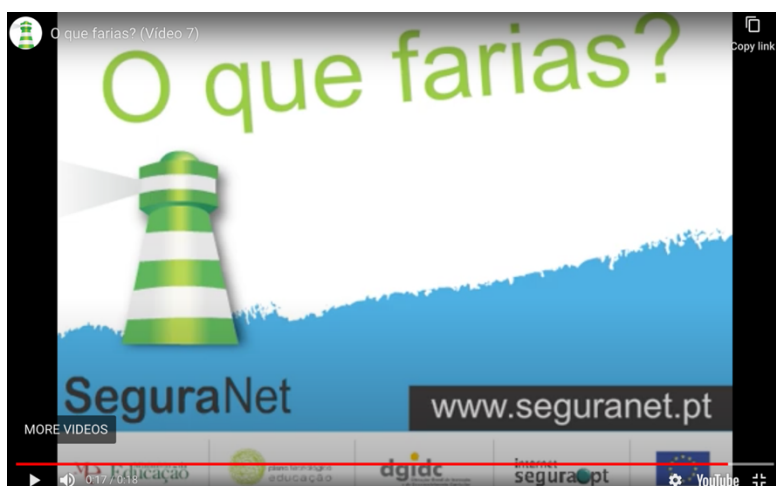 O que farias? (Vídeo 7)
Copy link
O que farias?
SeguraNet
www.seguranet.pt
MORE VIDEOS
Educação
educação
dgidc
internet
segura pt
0:17 / 0:18
YouTube